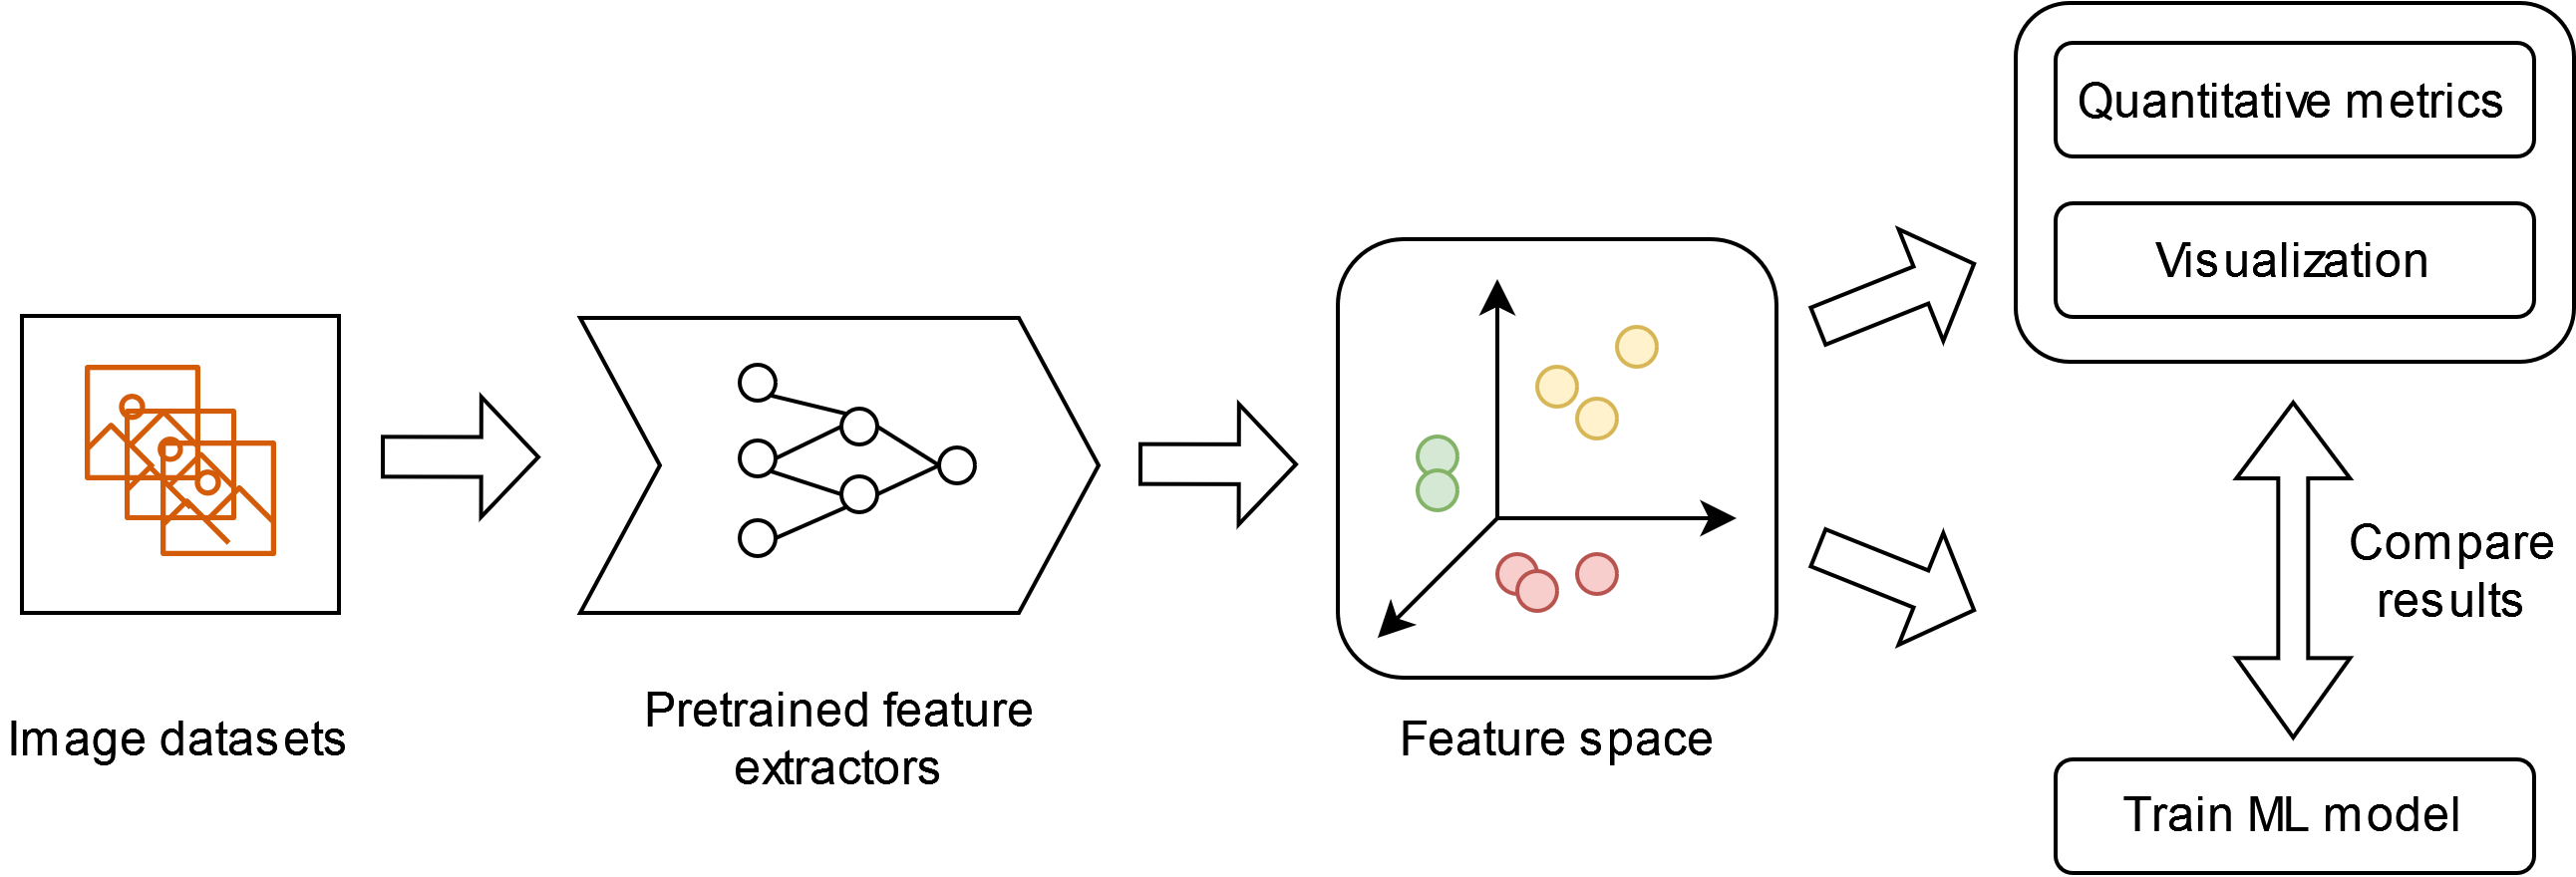 Image datasets
Pretrained feature
extractors
Feature space
Quantitative metrics
Visualization
Compare
results
Train ML model